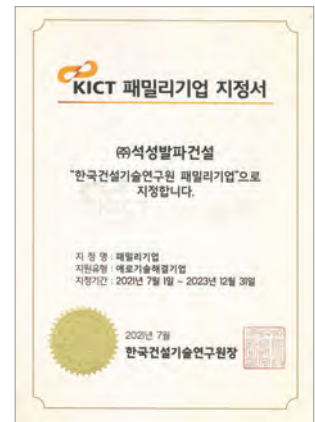 KICT 패밀리기업 지정서
㈜석성발파건설
"한국건설기술연구원 패밀리기업"으로
지정합니다.
지 정 명 : 패밀리기업
지원유형 : 애로기술해결기업
지정기간 : 2021년 7월 1일 ~ 2023년 12월 31일
2021년 7월
한국건설기술연구원장